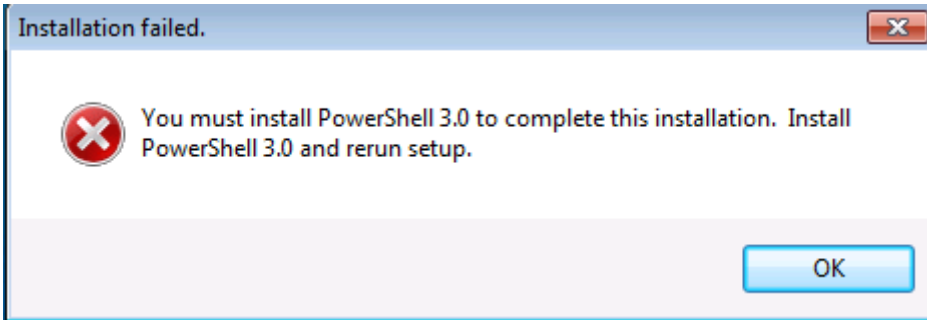 Installation failed.
You must install PowerShell 3.0 to complete this installation.  Install
PowerShell 3.0 and rerun setup.
OK